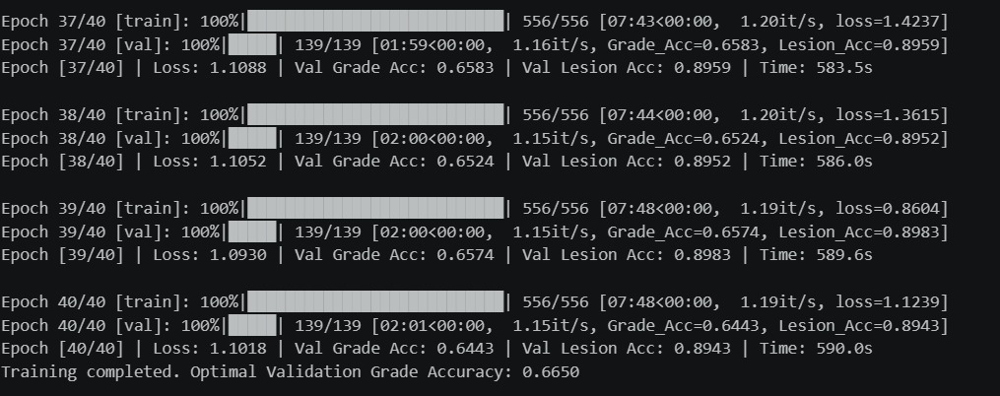 Epoch 37/40 [train]: 100%|██████████████████████████| 556/556 [07:43<00:00,  1.20it/s, loss=1.4237]
Epoch 37/40 [val]: 100%|█████| 139/139 [01:59<00:00,  1.16it/s, Grade_Acc=0.6583, Lesion_Acc=0.8959]
Epoch [37/40] | Loss: 1.1088 | Val Grade Acc: 0.6583 | Val Lesion Acc: 0.8959 | Time: 583.5s
Epoch 38/40 [train]: 100%|██████████████████████████| 556/556 [07:44<00:00,  1.20it/s, loss=1.3615]
Epoch 38/40 [val]: 100%|█████| 139/139 [02:00<00:00,  1.15it/s, Grade_Acc=0.6524, Lesion_Acc=0.8952]
Epoch [38/40] | Loss: 1.1052 | Val Grade Acc: 0.6524 | Val Lesion Acc: 0.8952 | Time: 586.0s
Epoch 39/40 [train]: 100%|██████████████████████████| 556/556 [07:48<00:00,  1.19it/s, loss=0.8604]
Epoch 39/40 [val]: 100%|█████| 139/139 [02:00<00:00,  1.15it/s, Grade_Acc=0.6574, Lesion_Acc=0.8983]
Epoch [39/40] | Loss: 1.0930 | Val Grade Acc: 0.6574 | Val Lesion Acc: 0.8983 | Time: 589.6s
Epoch 40/40 [train]: 100%|██████████████████████████| 556/556 [07:48<00:00,  1.19it/s, loss=1.1239]
Epoch 40/40 [val]: 100%|█████| 139/139 [02:01<00:00,  1.15it/s, Grade_Acc=0.6443, Lesion_Acc=0.8943]
Epoch [40/40] | Loss: 1.1018 | Val Grade Acc: 0.6443 | Val Lesion Acc: 0.8943 | Time: 590.0s
Training completed. Optimal Validation Grade Accuracy: 0.6650